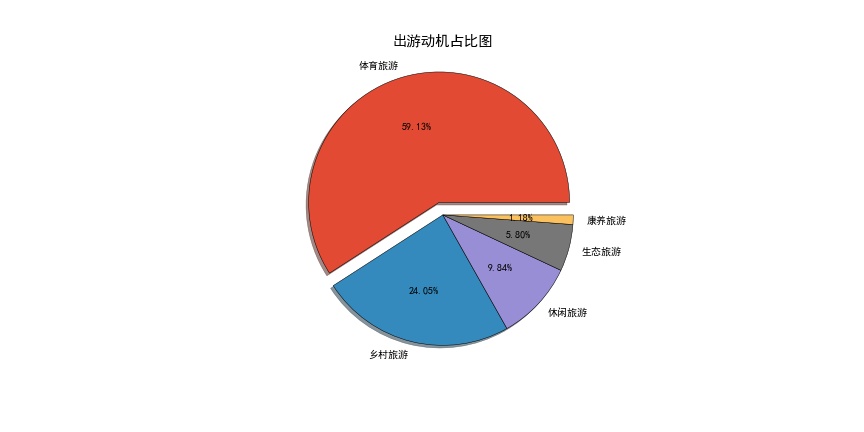 出游动机占比图
体育旅游
59.13%
康养旅游
1.18%
生态旅游
5.80%
休闲旅游
9.84%
24.05%
乡村旅游